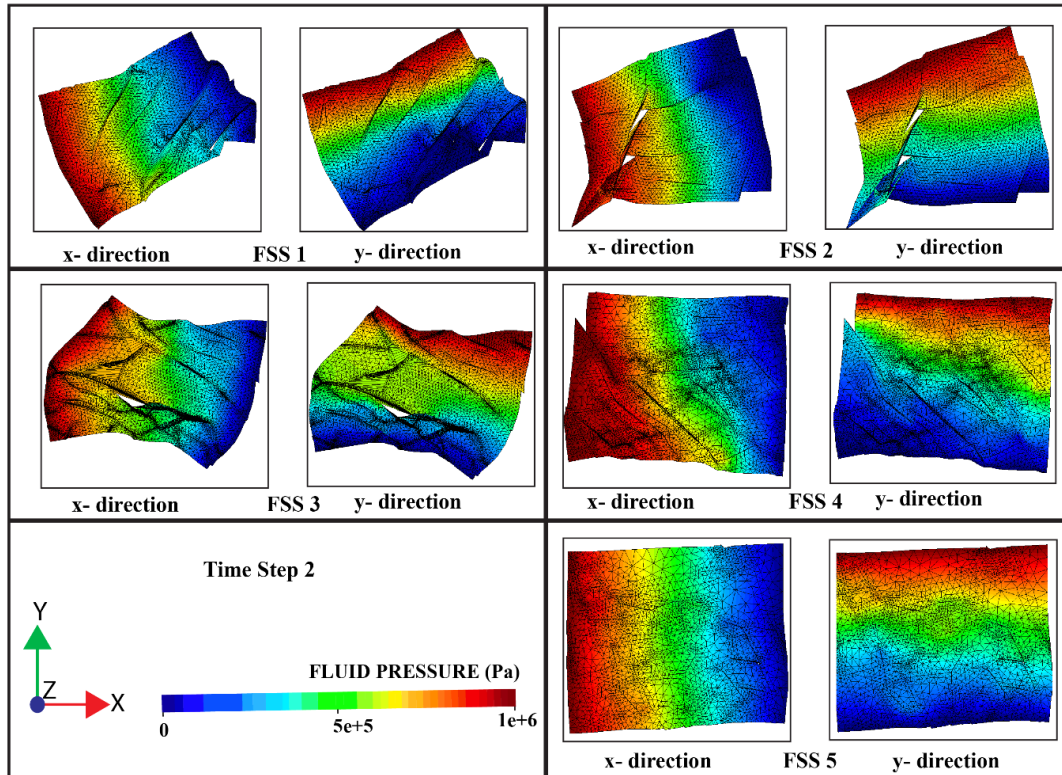 x- direction FSS 1 y- direction
x- direction FSS 2 y- direction
x- direction FSS 3 y- direction
x- direction FSS 4 y- direction
Time Step 2
Y
Z
X
FLUID PRESSURE (Pa)
0 5e+5 1e+6
x- direction FSS 5 y- direction